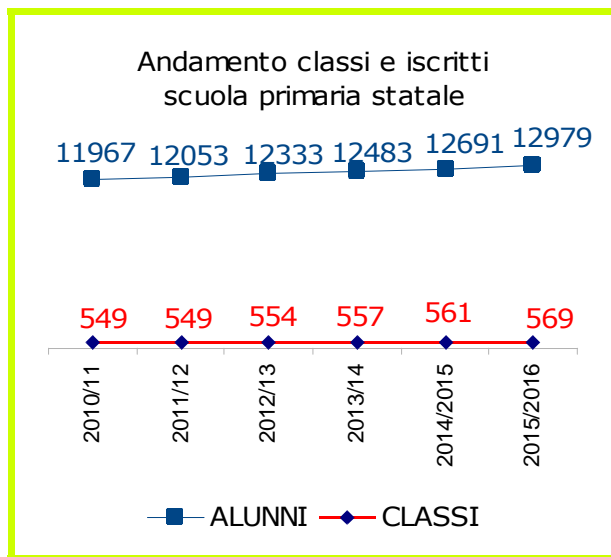 Andamento classi e iscritti
scuola primaria statale
11967 12053 12333 12483 12691 12979
549 549 554 557 561 569
2010/11 2011/12 2012/13 2013/14 2014/2015 2015/2016
ALUNNI CLASSI